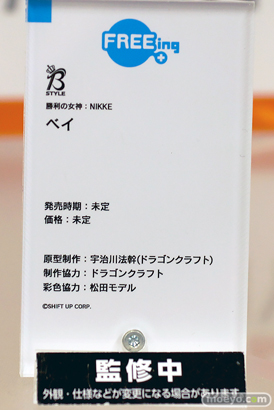 FREEing
B
STYLE
勝利の女神：NIKKE
ベイ
発売時期：未定
価格：未定
原型制作：宇治川法幹(ドラゴンクラフト)
制作協力：ドラゴンクラフト
彩色協力：松田モデル
©SHIFT UP CORP.
監修中
外観・仕様などが変更になる場合があります
moeyo.com